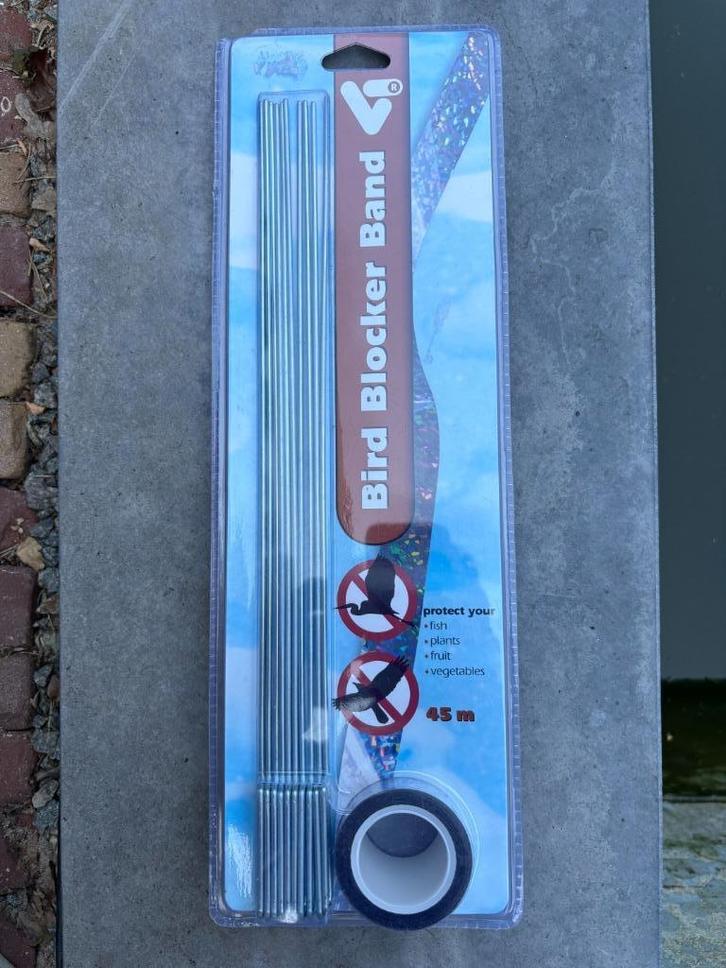 ®
Bird Blocker Band
protect your
• fish
• plants
• fruit
• vegetables
45 m